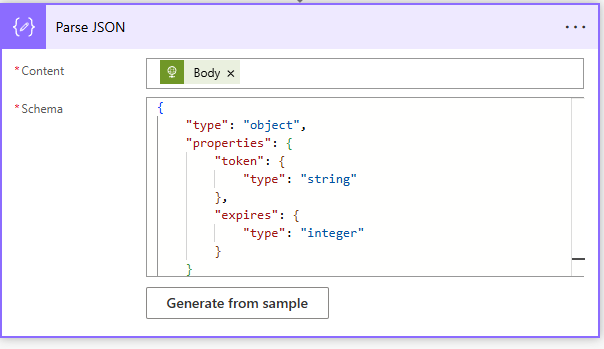 Parse JSON
* Content
Body ×
* Schema
{
    "type": "object",
    "properties": {
        "token": {
            "type": "string"
        },
        "expires": {
            "type": "integer"
        }
    }
Generate from sample